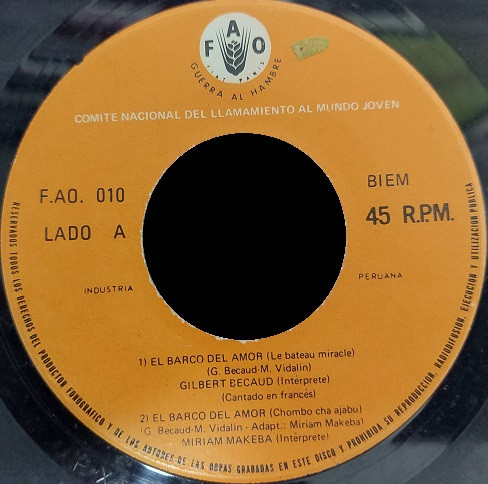 F A O
FIAT PANIS
GUERRA AL HAMBRE
COMITE NACIONAL DEL LLAMAMIENTO AL MUNDO JOVEN
F.AO. 010
BIEM
LADO A
45 R.P.M.
INDUSTRIA
PERUANA
1) EL BARCO DEL AMOR (Le bateau miracle)
(G. Becaud-M. Vidalin)
GILBERT BECAUD (Intérprete)
(Cantado en francés)
2) EL BARCO DEL AMOR (Chombo cha ajabu)
(G. Becaud-M. Vidalin - Adapt.: Miriam Makeba)
MIRIAM MAKEBA (Intérprete)
RESERVADOS TODOS LOS DERECHOS DEL PRODUCTOR FONOGRAFICO Y DE LOS AUTORES DE LAS OBRAS GRABADAS EN ESTE DISCO Y PROHIBIDA SU REPRODUCCION, RADIODIFUSION, EJECUCION Y UTILIZACION PUBLICA